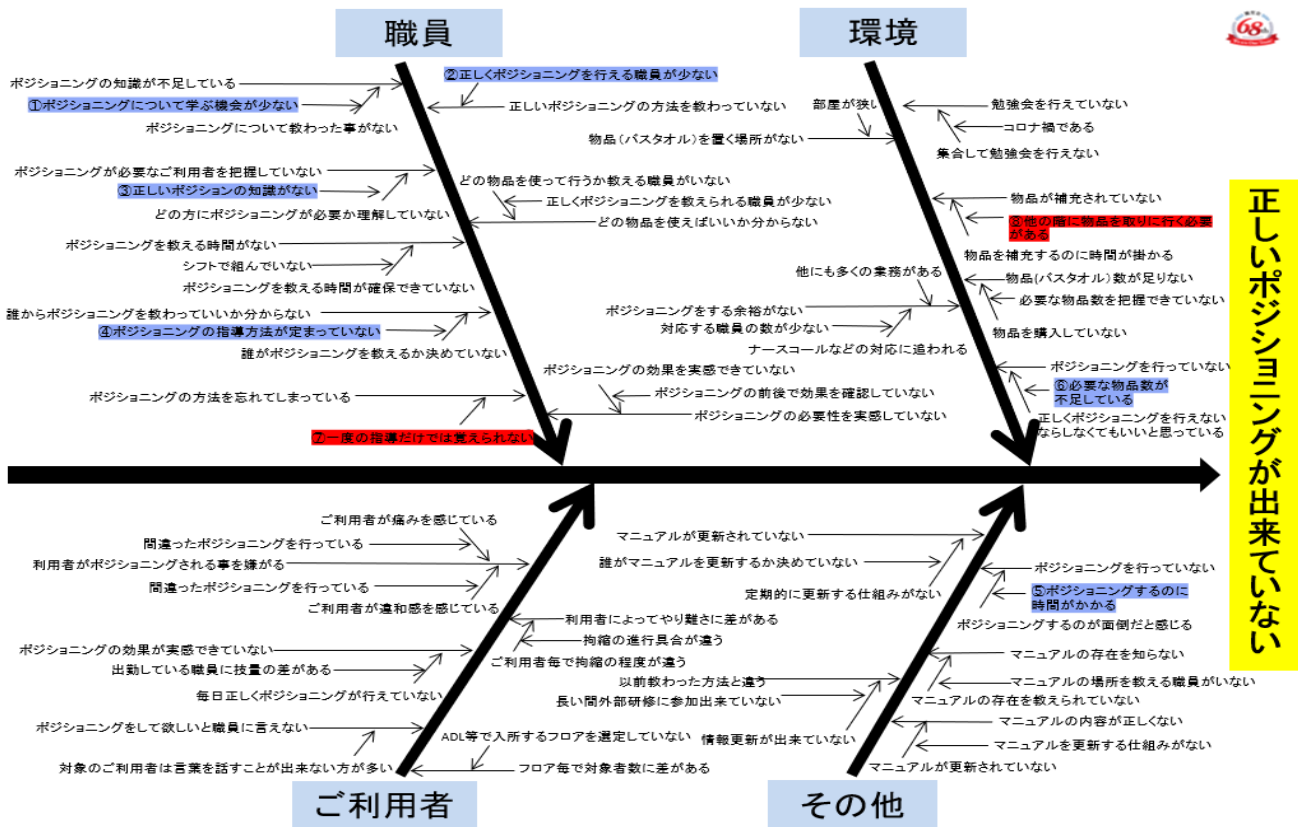 職員
環境
68
ポジショニングの知識が不足している
①ポジショニングについて学ぶ機会が少ない
ポジショニングについて教わった事がない
②正しくポジショニングを行える職員が少ない
正しいポジショニングの方法を教わっていない
ポジショニングが必要なご利用者を把握していない
③正しいポジションの知識がない
どの方にポジショニングが必要か理解していない
どの物品を使って行うか教える職員がいない
正しくポジショニングを教えられる職員が少ない
どの物品を使えばいいか分からない
ポジショニングを教える時間がない
シフトで組んでいない
ポジショニングを教える時間が確保できていない
誰からポジショニングを教わっていいか分からない
④ポジショニングの指導方法が定まっていない
誰がポジショニングを教えるか決めていない
ポジショニングの効果を実感できていない
ポジショニングの前後で効果を確認していない
ポジショニングの必要性を実感していない
ポジショニングの方法を忘れてしまっている
⑦一度の指導だけでは覚えられない
部屋が狭い
物品(バスタオル)を置く場所がない
勉強会を行えていない
コロナ禍である
集合して勉強会を行えない
物品が補充されていない
⑧他の階に物品を取りに行く必要
がある
物品を補充するのに時間が掛かる
他にも多くの業務がある
ポジショニングをする余裕がない
対応する職員の数が少ない
ナースコールなどの対応に追われる
物品(バスタオル)数が足りない
必要な物品数を把握できていない
物品を購入していない
ポジショニングを行っていない
⑥必要な物品数が
不足している
正しくポジショニングを行えない
ならしなくてもいいと思っている
正しいポジショニングが出来ていない
ご利用者が痛みを感じている
間違ったポジショニングを行っている
利用者がポジショニングされる事を嫌がる
間違ったポジショニングを行っている
ご利用者が違和感を感じている
利用者によってやり難さに差がある
拘縮の進行具合が違う
ご利用者毎で拘縮の程度が違う
ポジショニングの効果が実感できていない
出勤している職員に技量の差がある
毎日正しくポジショニングが行えていない
ポジショニングをして欲しいと職員に言えない
対象のご利用者は言葉を話すことが出来ない方が多い
ADL等で入所するフロアを選定していない
フロア毎で対象者数に差がある
マニュアルが更新されていない
誰がマニュアルを更新するか決めていない
定期的に更新する仕組みがない
ポジショニングを行っていない
⑤ポジショニングするのに
時間がかかる
ポジショニングするのが面倒だと感じる
以前教わった方法と違う
長い間外部研修に参加出来ていない
情報更新が出来ていない
マニュアルの存在を知らない
マニュアルの場所を教える職員がいない
マニュアルの存在を教えられていない
マニュアルの内容が正しくない
マニュアルを更新する仕組みがない
マニュアルが更新されていない
ご利用者
その他